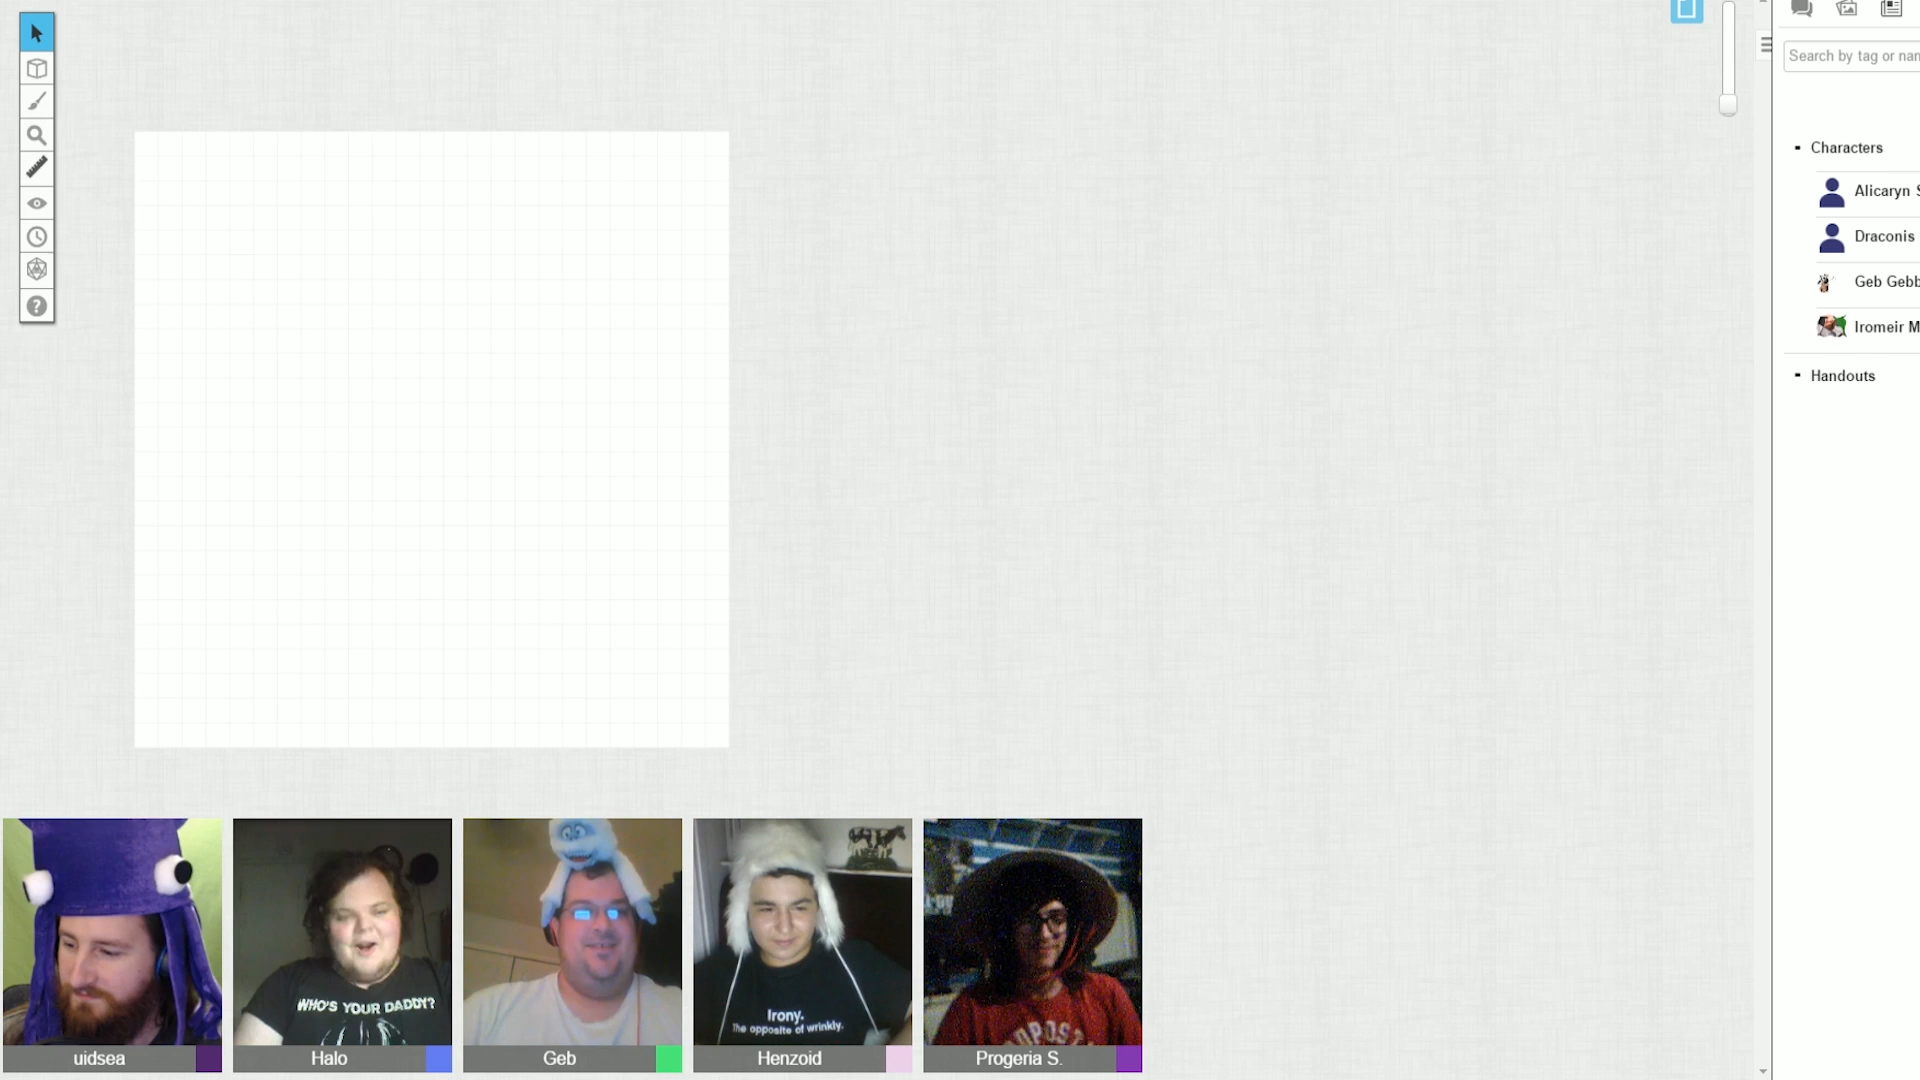 Search by tag or nan
Characters
Alicaryn S
Draconis
Geb Gebb
Iromeir M
Handouts
WHO'S YOUR DADDY?
Irony.
The opposite of wrinkly.
uidsea
Halo
Geb
Henzoid
Progeria S.